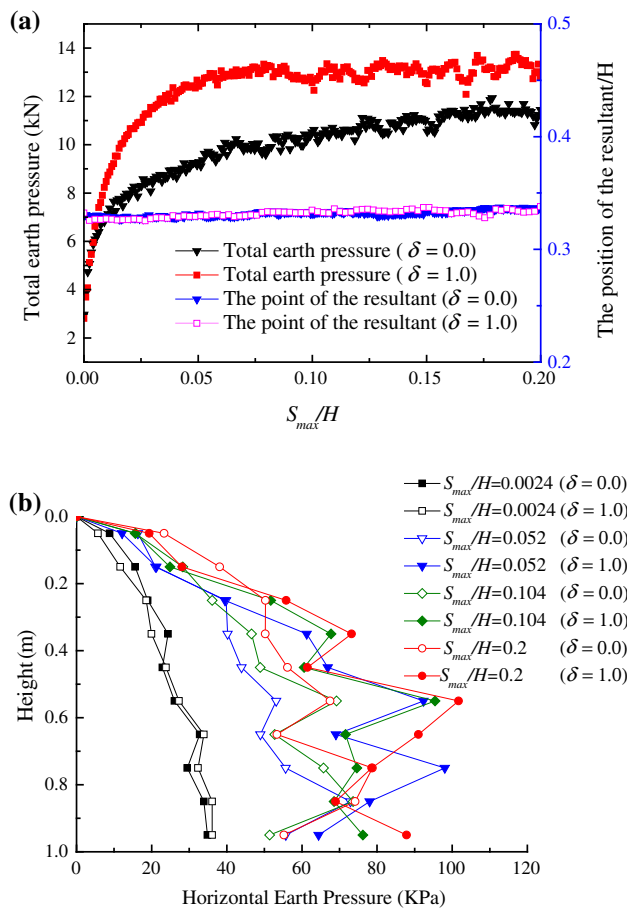 (a)
14
12
10
8
6
4
2
Total earth pressure (kN)
0.5
0.4
0.3
0.2
The position of the resultant/H
Total earth pressure ( δ = 0.0)
Total earth pressure ( δ = 1.0)
The point of the resultant (δ = 0.0)
The point of the resultant (δ = 1.0)
0.00 0.05 0.10 0.15 0.20
Smax/H
(b)
Smax/H=0.0024 (δ = 0.0)
Smax/H=0.0024 (δ = 1.0)
Smax/H=0.052 (δ = 0.0)
Smax/H=0.052 (δ = 1.0)
Smax/H=0.104 (δ = 0.0)
Smax/H=0.104 (δ = 1.0)
Smax/H=0.2 (δ = 0.0)
Smax/H=0.2 (δ = 1.0)
0.0
0.2
0.4
0.6
0.8
1.0
Height (m)
0 20 40 60 80 100 120
Horizontal Earth Pressure (KPa)